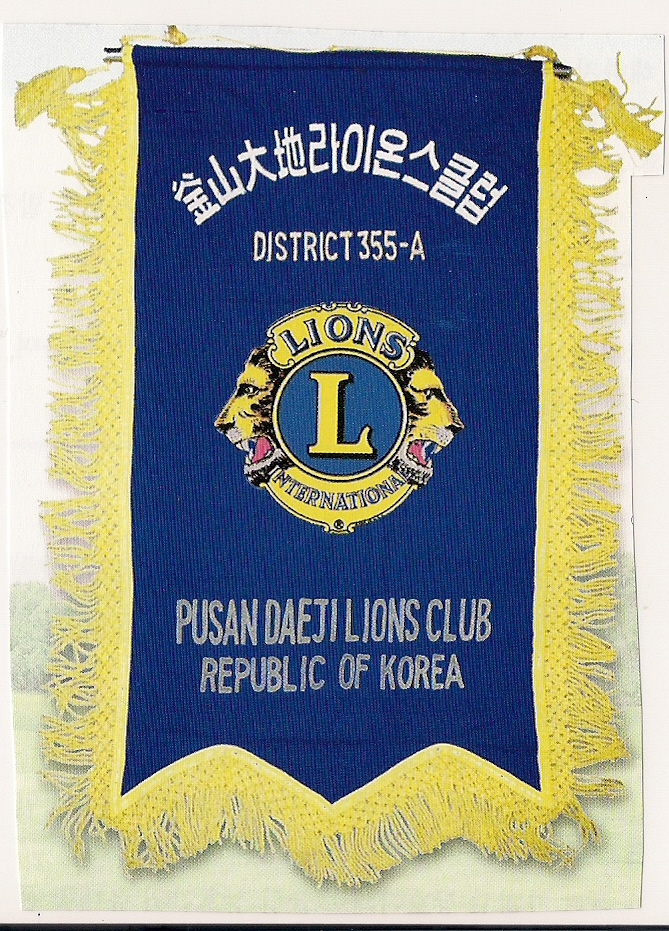 釜山大地라이온스클럽
DISTRICT 355-A
LIONS
L
INTERNATIONAL
®
PUSAN DAEJI LIONS CLUB
REPUBLIC OF KOREA